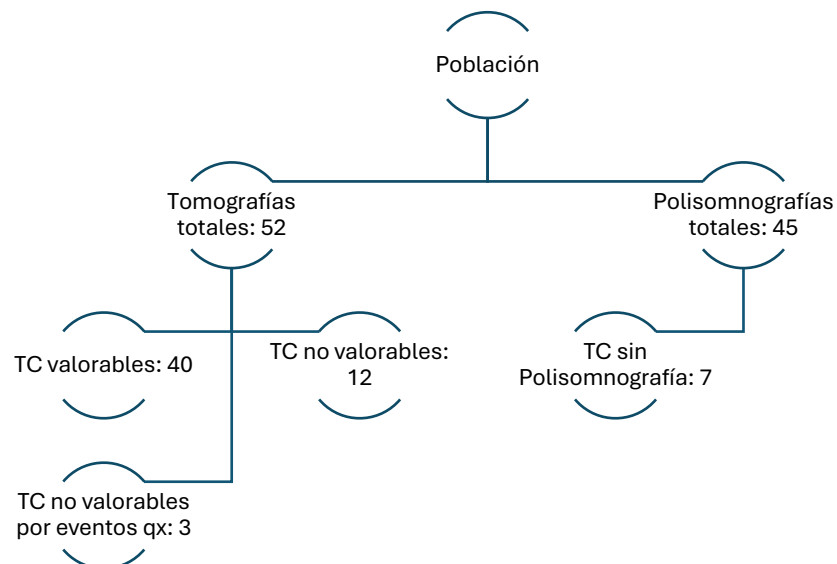 Población
Tomografías
totales: 52
Polisomnografías
totales: 45
TC valorables: 40
TC no valorables:
12
TC sin
Polisomnografía: 7
TC no valorables
por eventos qx: 3